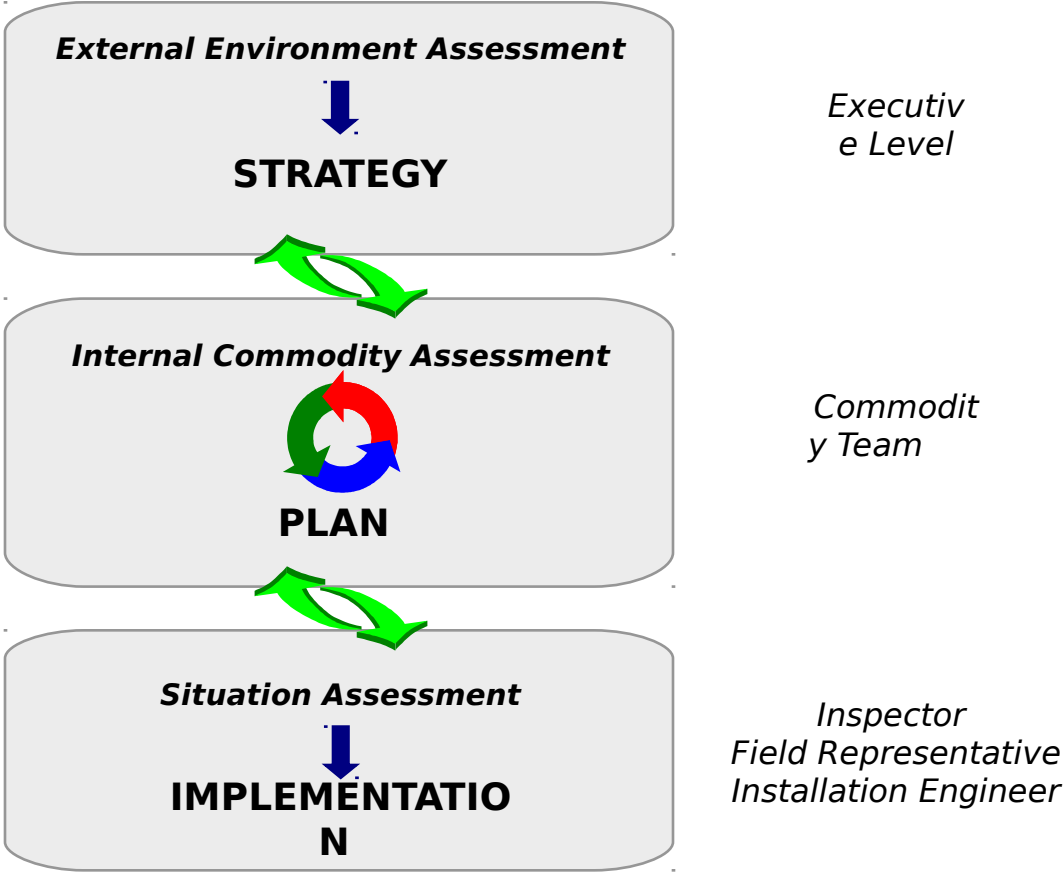 External Environment Assessment
STRATEGY
Executiv
e Level
Internal Commodity Assessment
PLAN
Commodit
y Team
Situation Assessment
IMPLEMENTATIO
N
Inspector
Field Representative
Installation Engineer